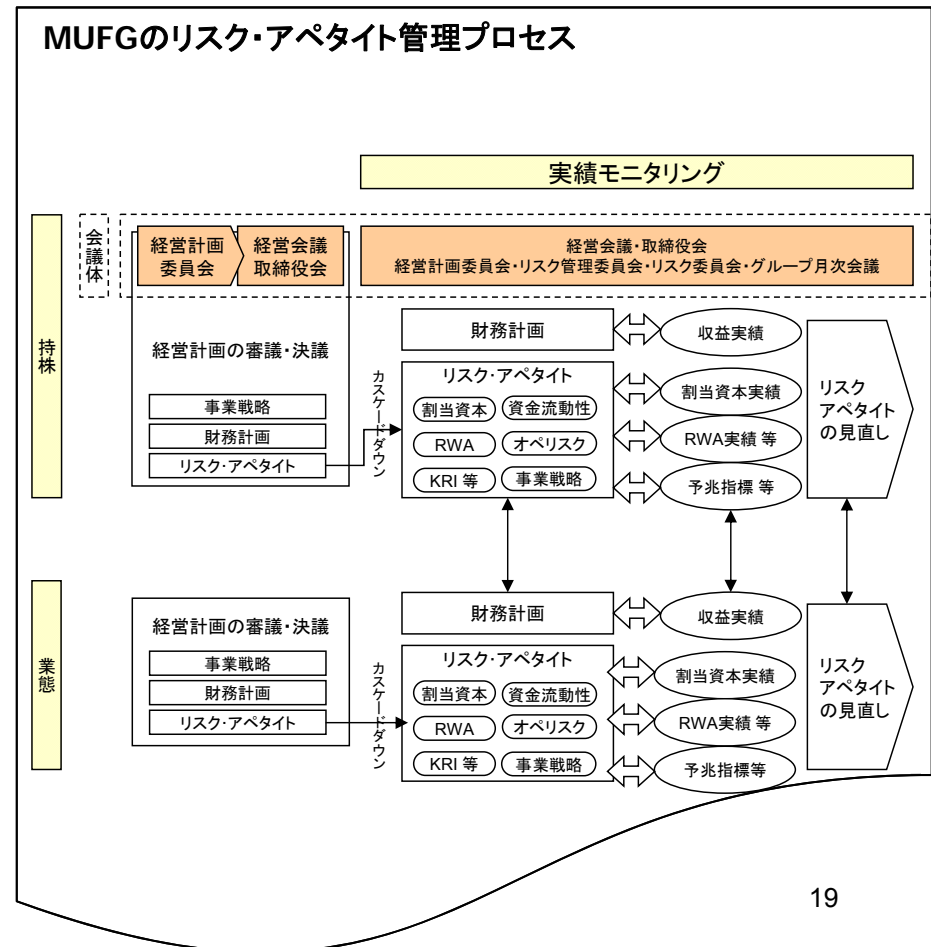 MUFGのリスク・アペタイト管理プロセス
実績モニタリング
会議体
経営計画
委員会
経営会議
取締役会
経営会議・取締役会
経営計画委員会・リスク管理委員会・リスク委員会・グループ月次会議
持株
経営計画の審議・決議
事業戦略
財務計画
リスク・アペタイト
カスケードダウン
財務計画
収益実績
リスク・アペタイト
割当資本
資金流動性
RWA
オペリスク
KRI 等
事業戦略
割当資本実績
RWA実績 等
予兆指標 等
リスク
アペタイト
の見直し
業態
経営計画の審議・決議
事業戦略
財務計画
リスク・アペタイト
カスケードダウン
財務計画
収益実績
リスク・アペタイト
割当資本
資金流動性
RWA
オペリスク
KRI 等
事業戦略
割当資本実績
RWA実績 等
予兆指標等
リスク
アペタイト
の見直し
19